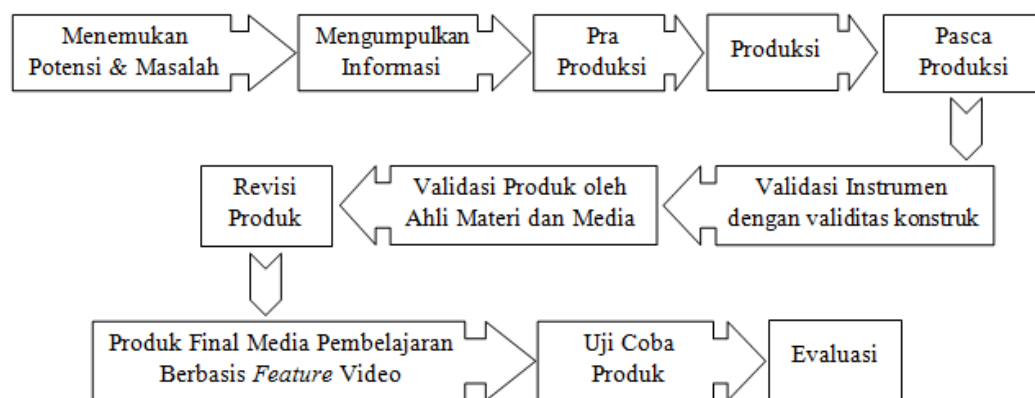 Menemukan
Potensi & Masalah
Mengumpulkan
Informasi
Pra
Produksi
Produksi
Pasca
Produksi
Validasi Instrumen
dengan validitas konstruk
Validasi Produk oleh
Ahli Materi dan Media
Revisi
Produk
Produk Final Media Pembelajaran
Berbasis Feature Video
Uji Coba
Produk
Evaluasi